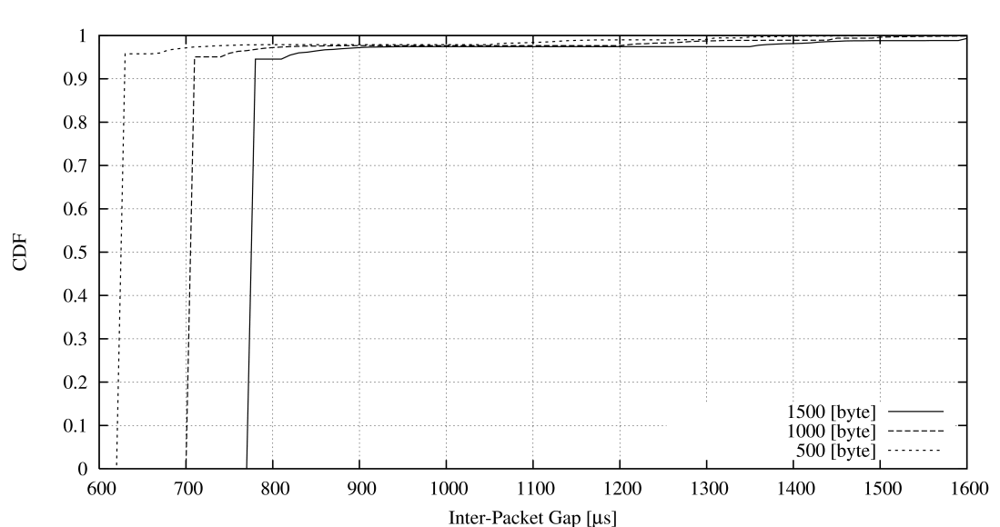 1
0.9
0.8
0.7
0.6
0.5
0.4
0.3
0.2
0.1
0
CDF
1500 [byte]
1000 [byte]
500 [byte]
600 700 800 900 1000 1100 1200 1300 1400 1500 1600
Inter-Packet Gap [μs]